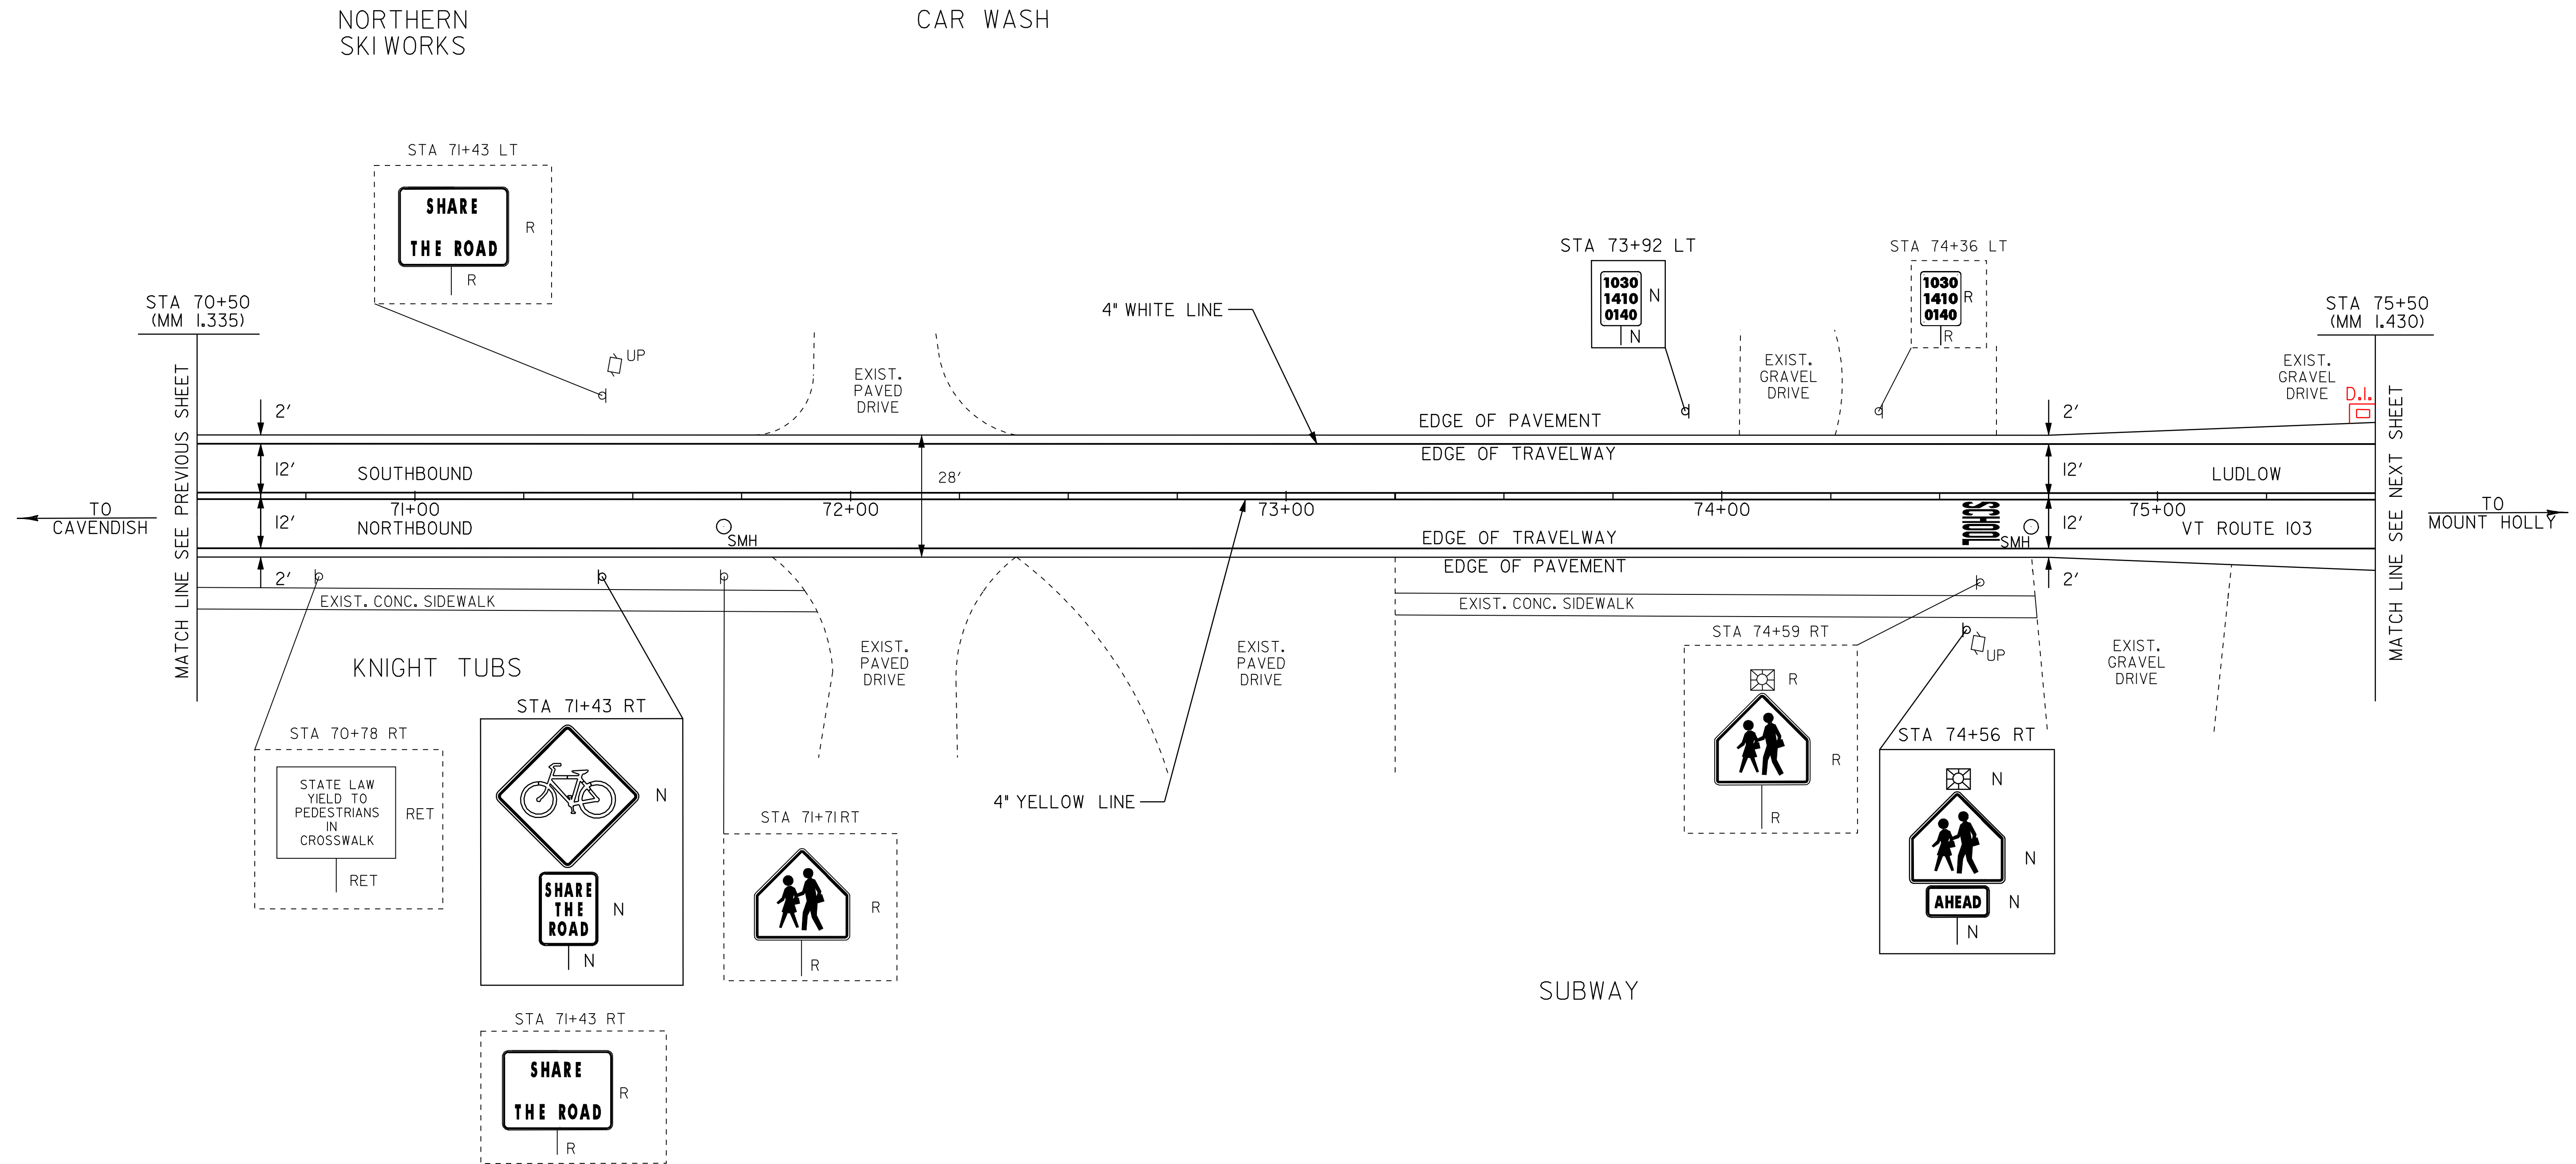 NORTHERN
SKI WORKS
CAR WASH
STA 71+43 LT
SHARE
THE ROAD
R
R
STA 73+92 LT
1030
1410
0140
N
N
STA 74+36 LT
1030
1410
0140
R
R
STA 70+50
(MM 1.335)
STA 75+50
(MM 1.430)
4" WHITE LINE
UP
EXIST.
PAVED
DRIVE
EXIST.
GRAVEL
DRIVE
EXIST.
GRAVEL
DRIVE
D.I.
MATCH LINE SEE PREVIOUS SHEET
MATCH LINE SEE NEXT SHEET
2'
EDGE OF PAVEMENT
2'
EDGE OF TRAVELWAY
12'
SOUTHBOUND
28'
12'
LUDLOW
TO
CAVENDISH
71+00
72+00
73+00
74+00
75+00
TO
MOUNT HOLLY
12'
NORTHBOUND
SMH
EDGE OF TRAVELWAY
SCHOOL
SMH
12'
VT ROUTE 103
EDGE OF PAVEMENT
2'
2'
EXIST. CONC. SIDEWALK
EXIST. CONC. SIDEWALK
KNIGHT TUBS
EXIST.
PAVED
DRIVE
EXIST.
PAVED
DRIVE
EXIST.
GRAVEL
DRIVE
UP
STA 70+78 RT
STATE LAW
YIELD TO
PEDESTRIANS
IN
CROSSWALK
RET
RET
STA 71+43 RT
N
SHARE
THE
ROAD
N
N
STA 71+71 RT
R
R
4" YELLOW LINE
STA 74+59 RT
R
R
R
STA 74+56 RT
N
N
AHEAD
N
N
SUBWAY
STA 71+43 RT
SHARE
THE ROAD
R
R